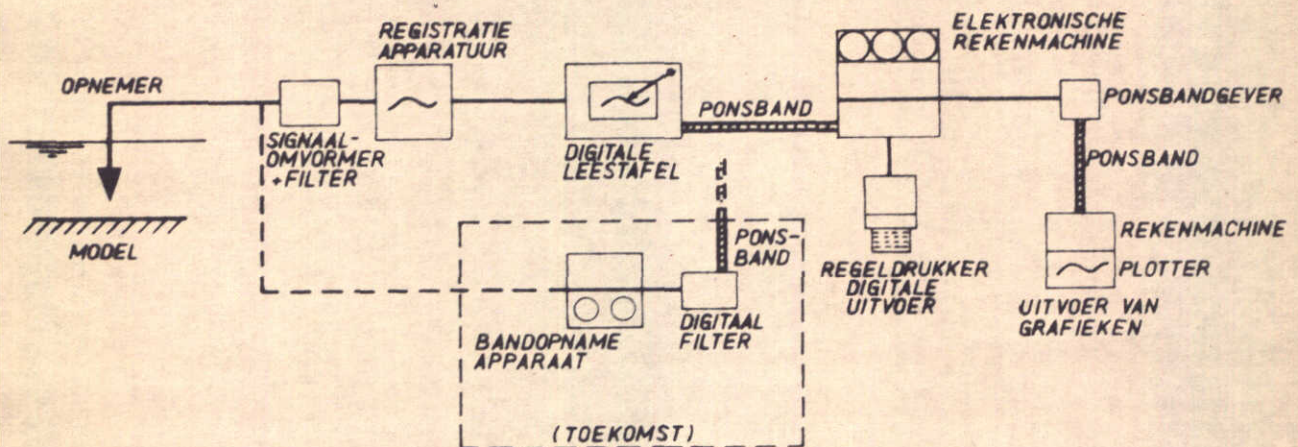 REGISTRATIE
APPARATUUR
ELEKTRONISCHE
REKENMACHINE
OPNEMER
PONSBAND
PONSBANDGEVER
SIGNAAL-
OMVORMER
+FILTER
DIGITALE
LEESTAFEL
PONSBAND
MODEL
PONS-
BAND
REKENMACHINE
REGELDRUKKER
DIGITALE
UITVOER
PLOTTER
UITVOER VAN
GRAFIEKEN
BANDOPNAME
APPARAAT
DIGITAAL
FILTER
(TOEKOMST)